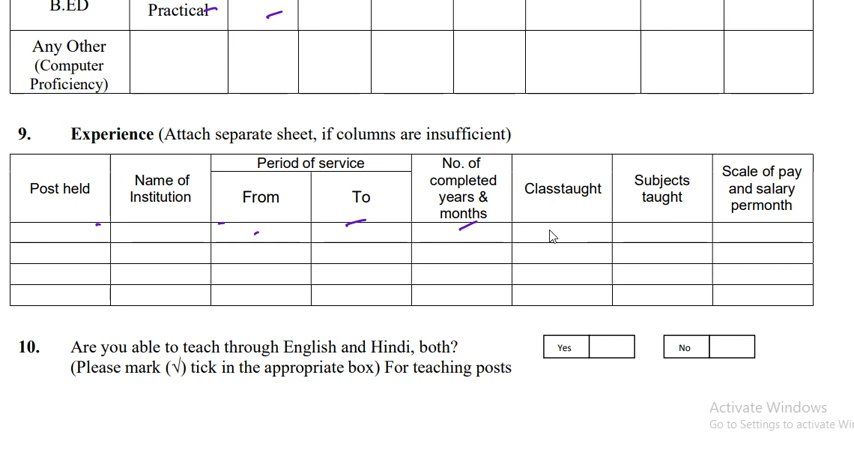 B.ED
Practical
Any Other
(Computer
Proficiency)
9. Experience (Attach separate sheet, if columns are insufficient)
Post held
Name of
Institution
Period of service
From
To
No. of
completed
years &
months
Classtaught
Subjects
taught
Scale of pay
and salary
permonth
10. Are you able to teach through English and Hindi, both?
Yes
No
(Please mark (√) tick in the appropriate box) For teaching posts
Activate Windows
Go to Settings to activate Wi